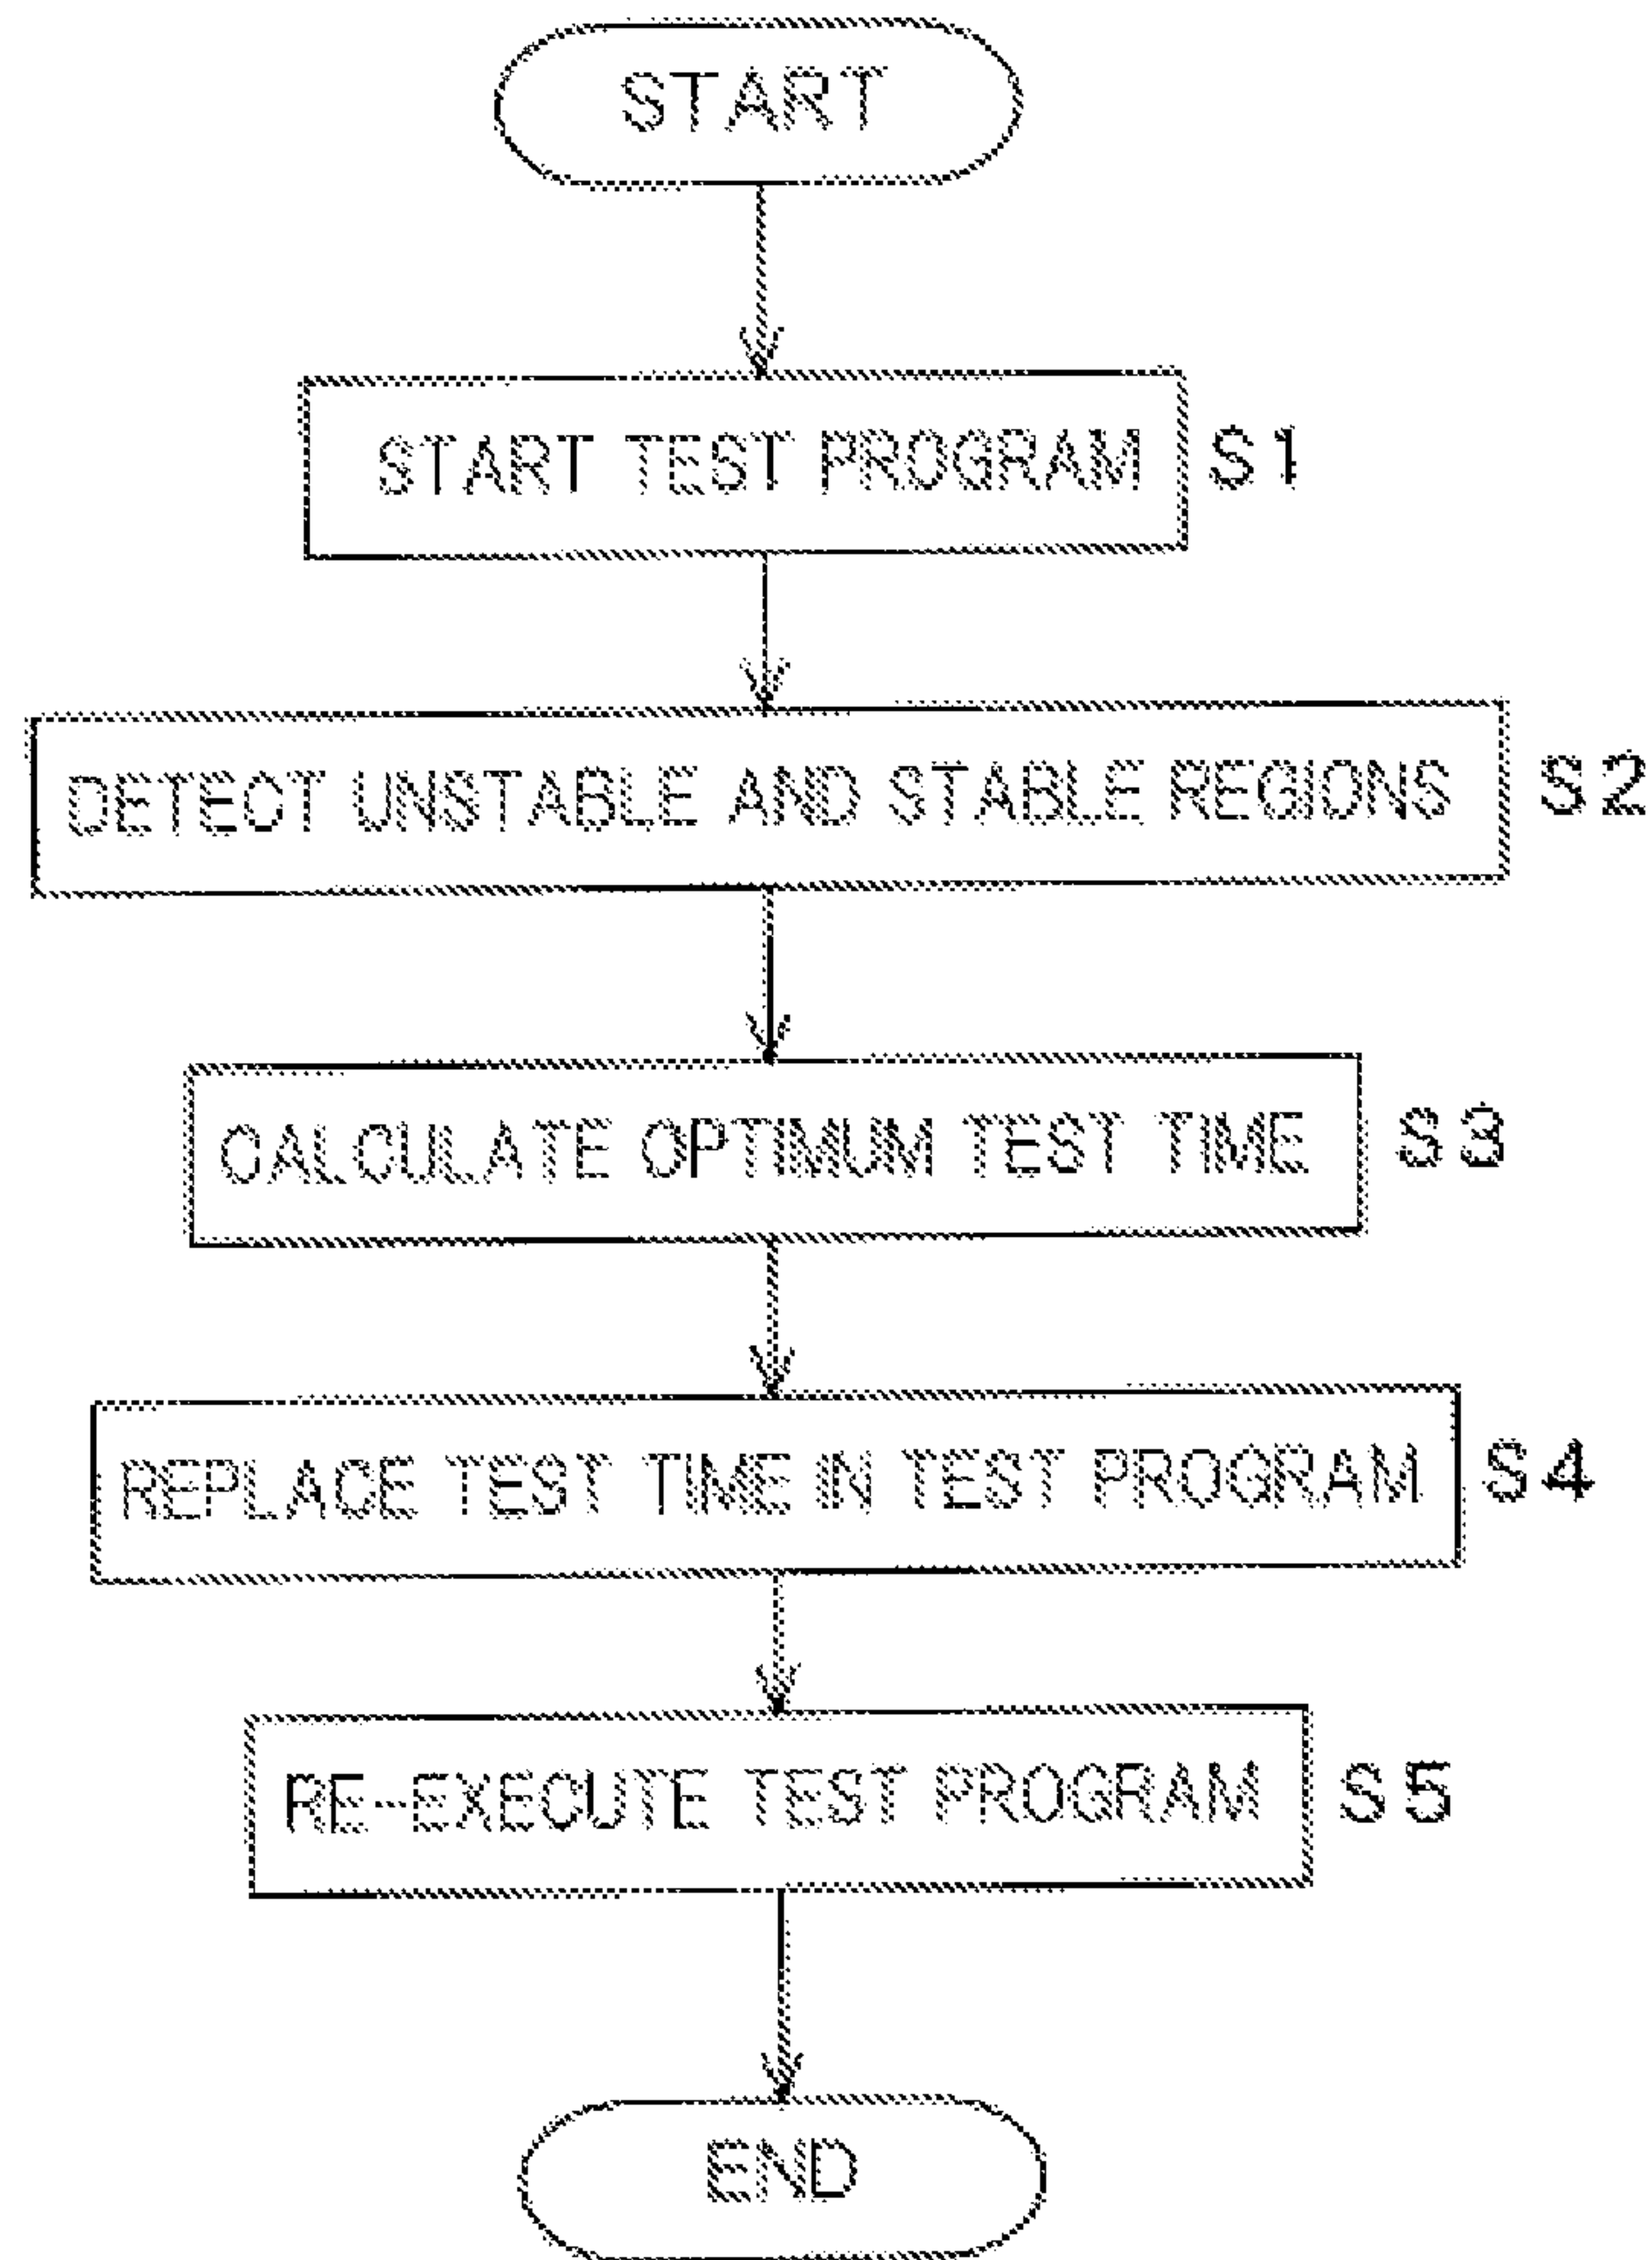 START
START TEST PROGRAM S1
DETECT UNSTABLE AND STABLE REGIONS S2
CALCULATE OPTIMUM TEST TIME S3
REPLACE TEST TIME IN TEST PROGRAM S4
RE-EXECUTE TEST PROGRAM S5
END